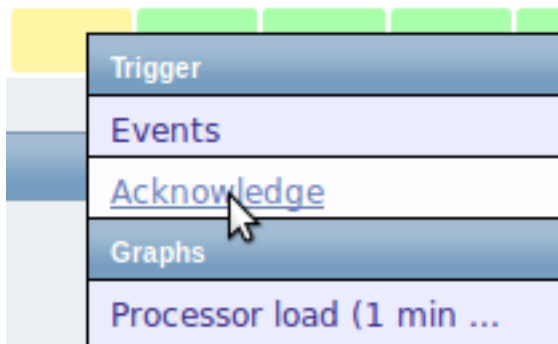 Trigger
Events
Acknowledge
Graphs
Processor load (1 min ...